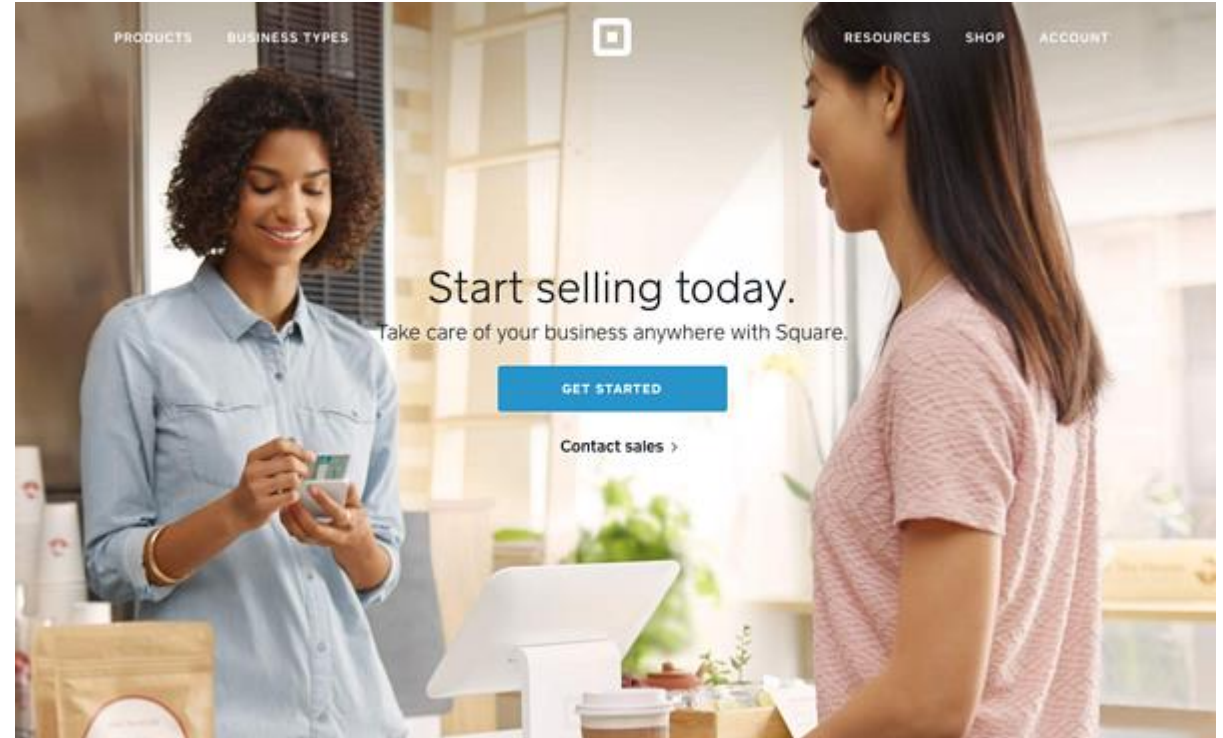 PRODUCTS BUSINESS TYPES RESOURCES SHOP ACCOUNT
Start selling today.
Take care of your business anywhere with Square.
GET STARTED
Contact sales >